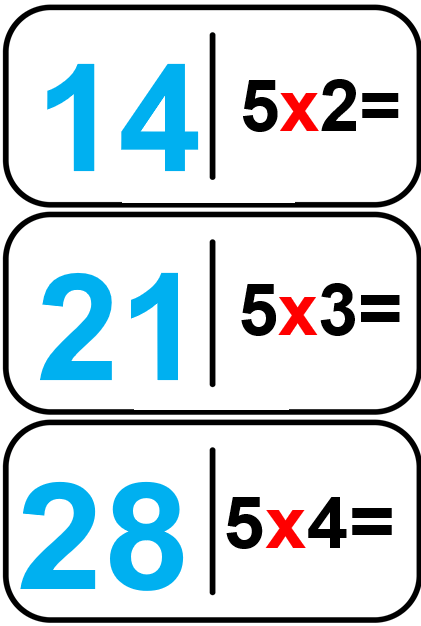 14 5x2=
21 5x3=
28 5x4=